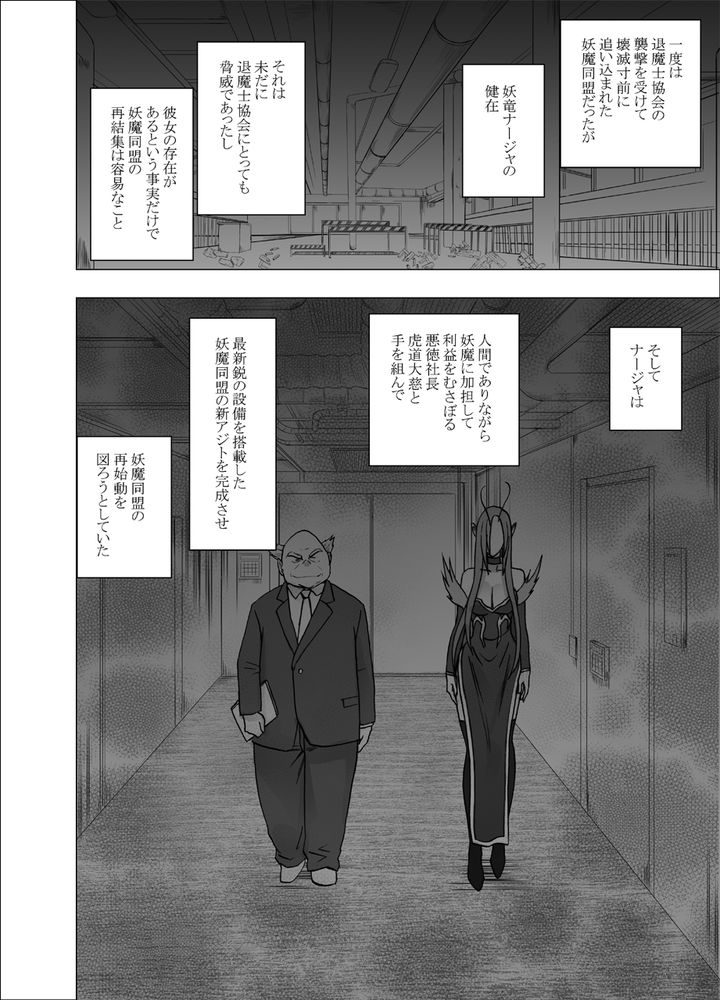 一度は
退魔士協会の
襲撃を受けて
壊滅寸前に
追い込まれた
妖魔同盟だったが
妖竜ナージャの
健在
それは
未だに
退魔士協会にとっても
脅威であったし
彼女の存在が
あるという事実だけで
妖魔同盟の
再結集は容易なこと
そして
ナージャは
人間でありながら
妖魔に加担して
利益をむさぼる
悪徳社長
虎道大慈と
手を組んで
最新鋭の設備を搭載した
妖魔同盟の新アジトを完成させ
妖魔同盟の
再始動を
図ろうとしていた